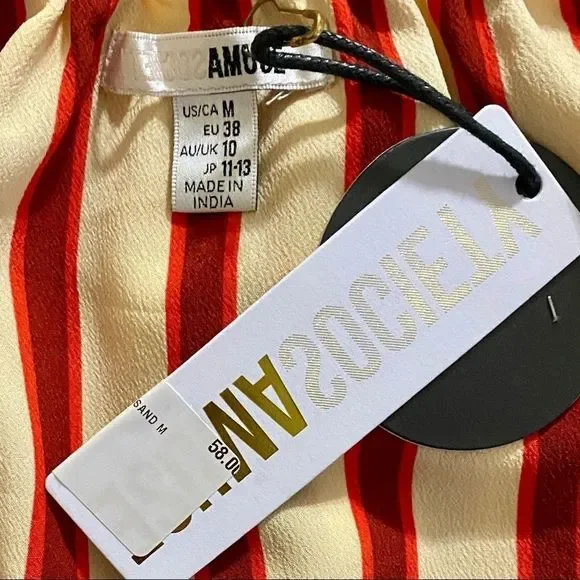 SOCIETY AMUSE
US/CA M
EU 38
AU/UK 10
JP 11-13
MADE IN
INDIA
SOCIETY
AMUSE
SAND M
58.00